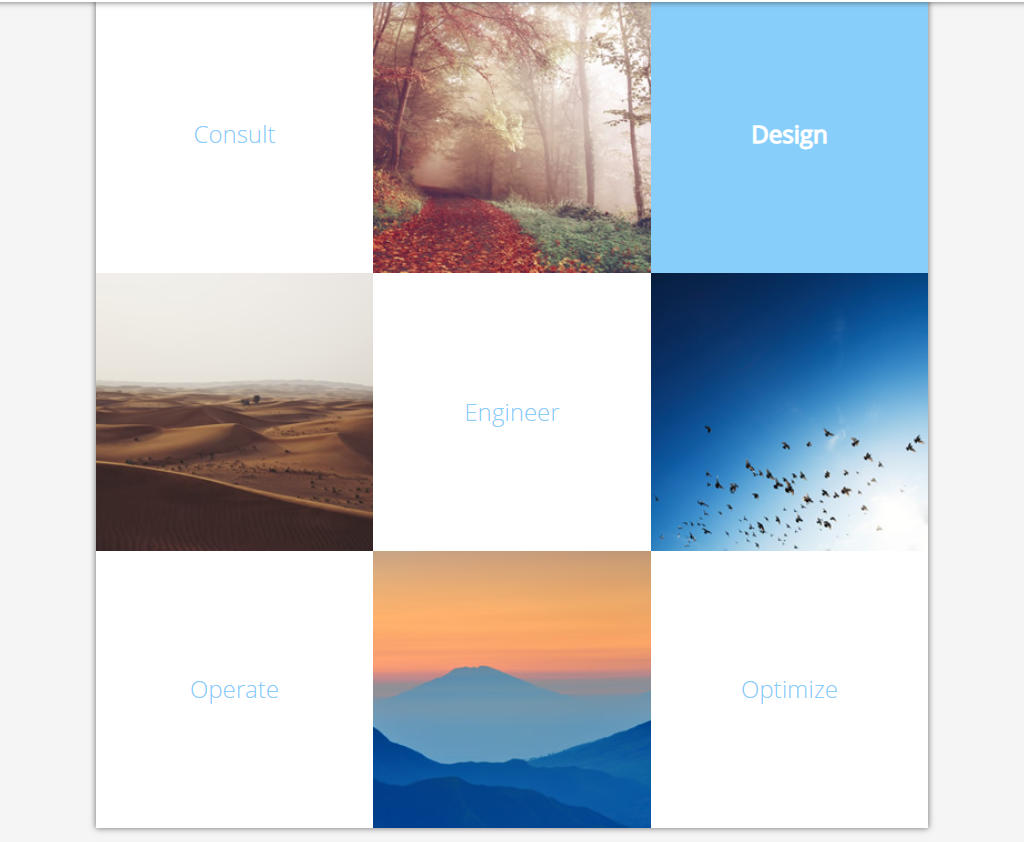 Consult
Design
Engineer
Operate
Optimize